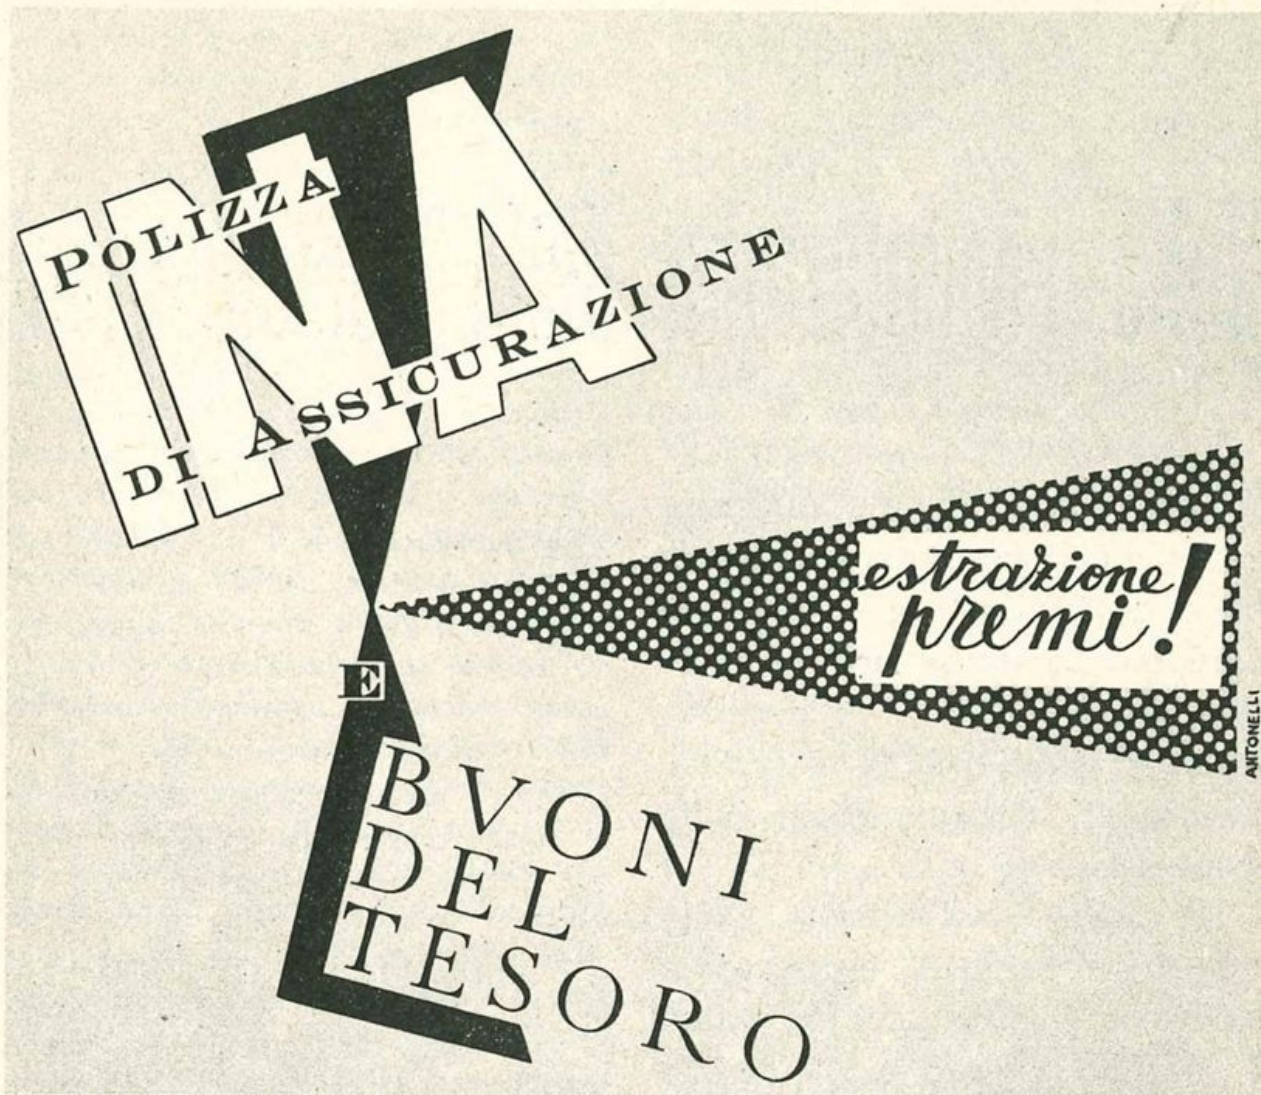 POLIZZA
INA
DI ASSICURAZIONE
estrazione
premi!
E
BVONI
DEL
TESORO
ANTONELLI